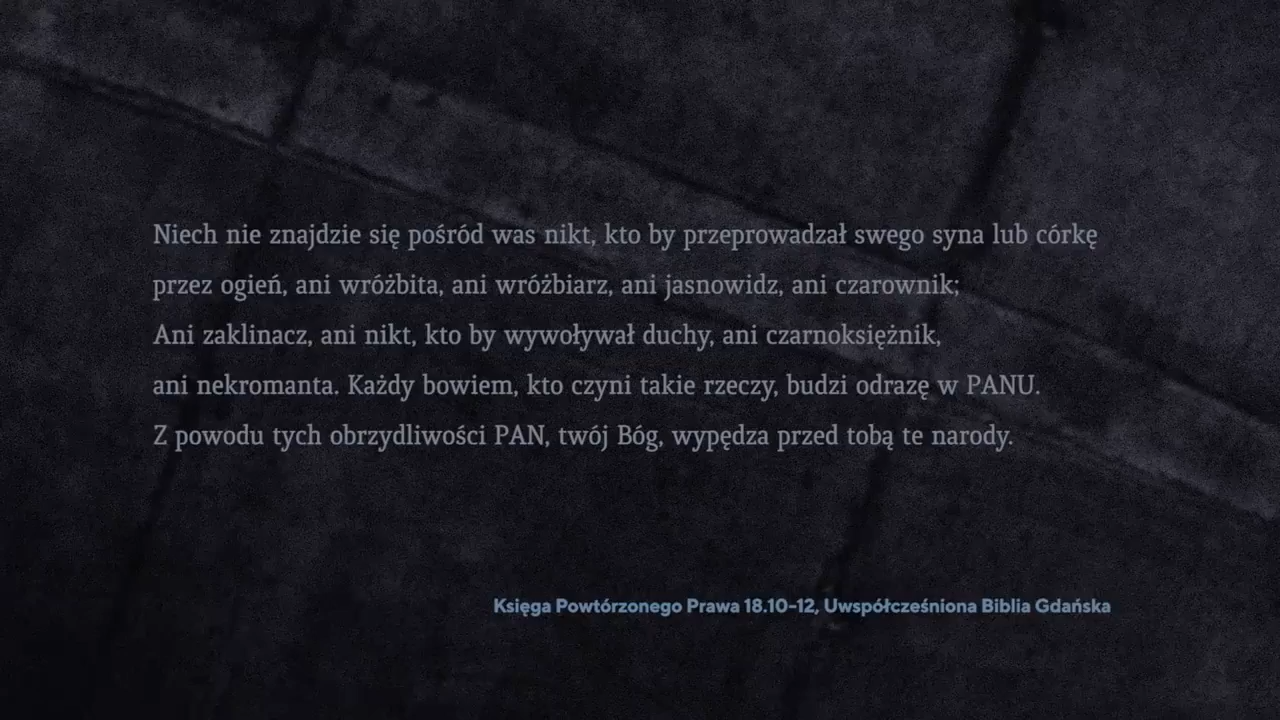 Niech nie znajdzie się pośród was nikt, kto by przeprowadzał swego syna lub córkę
przez ogień, ani wróżbita, ani wróżbiarz, ani jasnowidz, ani czarownik;
Ani zaklinacz, ani nikt, kto by wywoływał duchy, ani czarnoksiężnik,
ani nekromanta. Każdy bowiem, kto czyni takie rzeczy, budzi odrazę w PANU.
Z powodu tych obrzydliwości PAN, twój Bóg, wypędza przed tobą te narody.
Księga Powtórzonego Prawa 18.10-12, Uwspółcześniona Biblia Gdańska